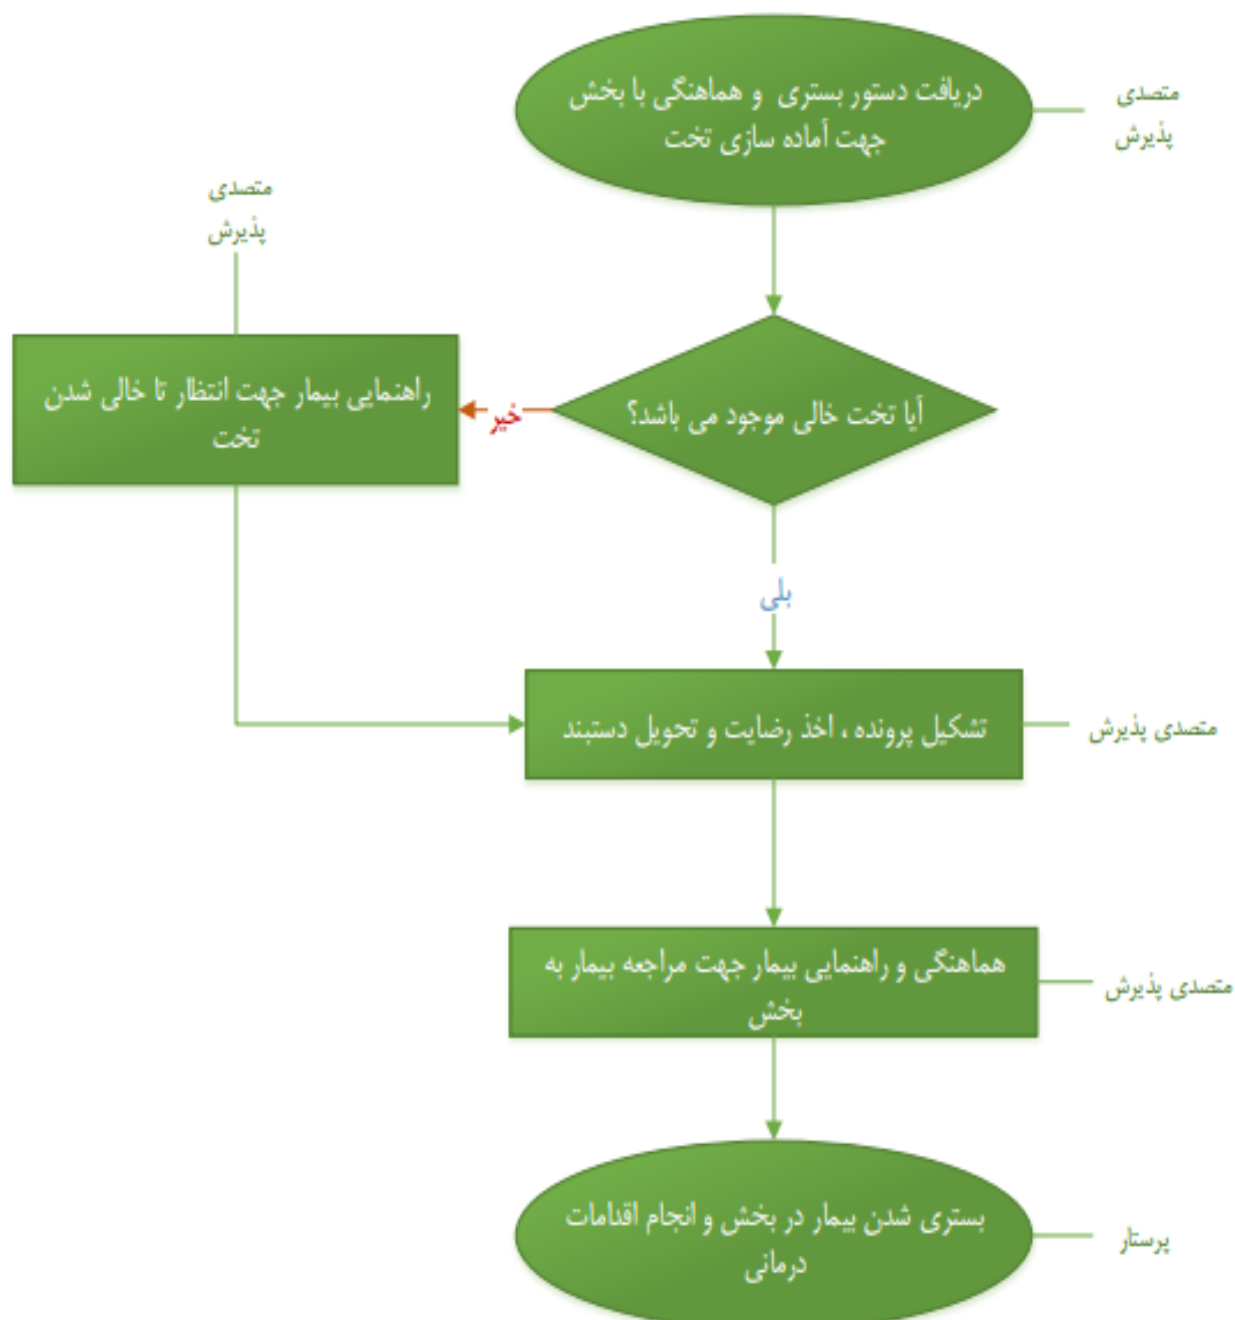 دریافت دستور بستری و هماهنگی با بخش
جهت آماده سازی تخت
متصدی
پذیرش
متصدی
پذیرش
آیا تخت خالی موجود می باشد؟
خیر
راهنمایی بیمار جهت انتظار تا خالی شدن
تخت
بلی
تشکیل پرونده ، اخذ رضایت و تحویل دستبند
متصدی پذیرش
هماهنگی و راهنمایی بیمار جهت مراجعه بیمار به
بخش
متصدی پذیرش
بستری شدن بیمار در بخش و انجام اقدامات
درمانی
پرستار